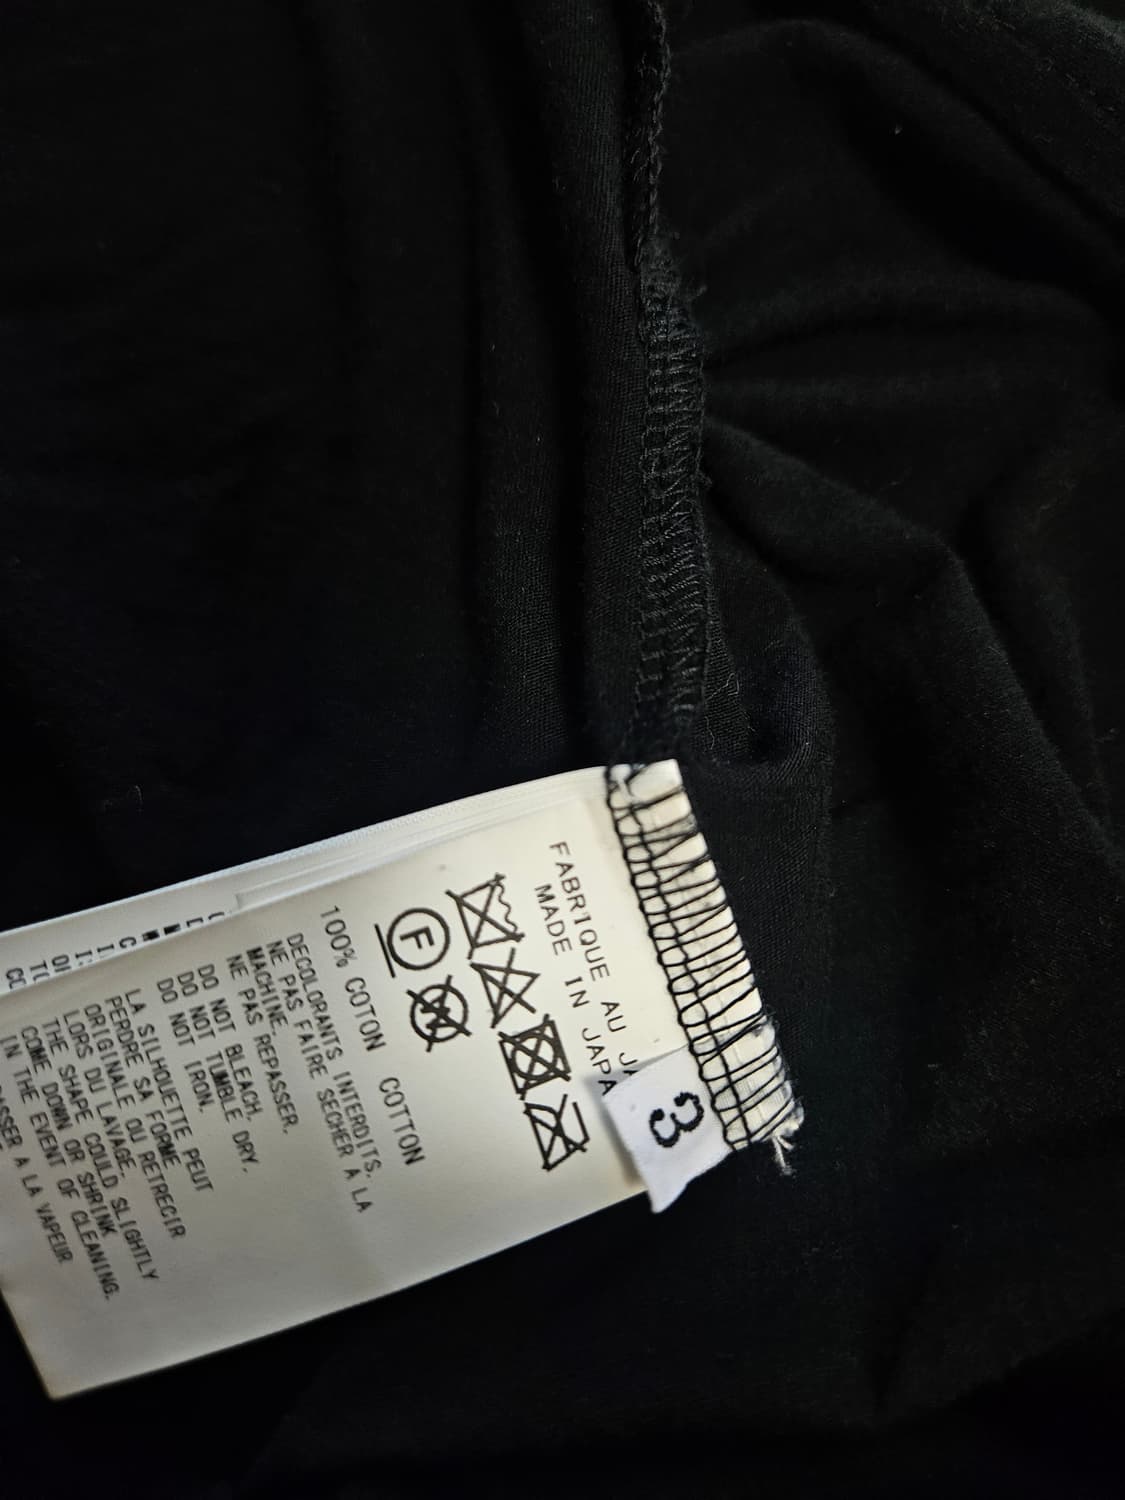 FABRIQUE AU
MADE IN JAPA
3
F
W
100% COTON COTTON
DECOLORANTS INTERDITS.
NE PAS FAIRE SECHER A LA
MACHINE.
NE PAS REPASSER.
DO NOT BLEACH.
DO NOT TUMBLE DRY.
DO NOT IRON.
LA SILHOUETTE PEUT
PERDRE SA FORME
ORIGINALE OU RETRECIR
LORS DU LAVAGE.
THE SHAPE COULD SLIGHTLY
COME DOWN OR SHRINK
IN THE EVENT OF CLEANING.
ASSER A LA VAPEUR